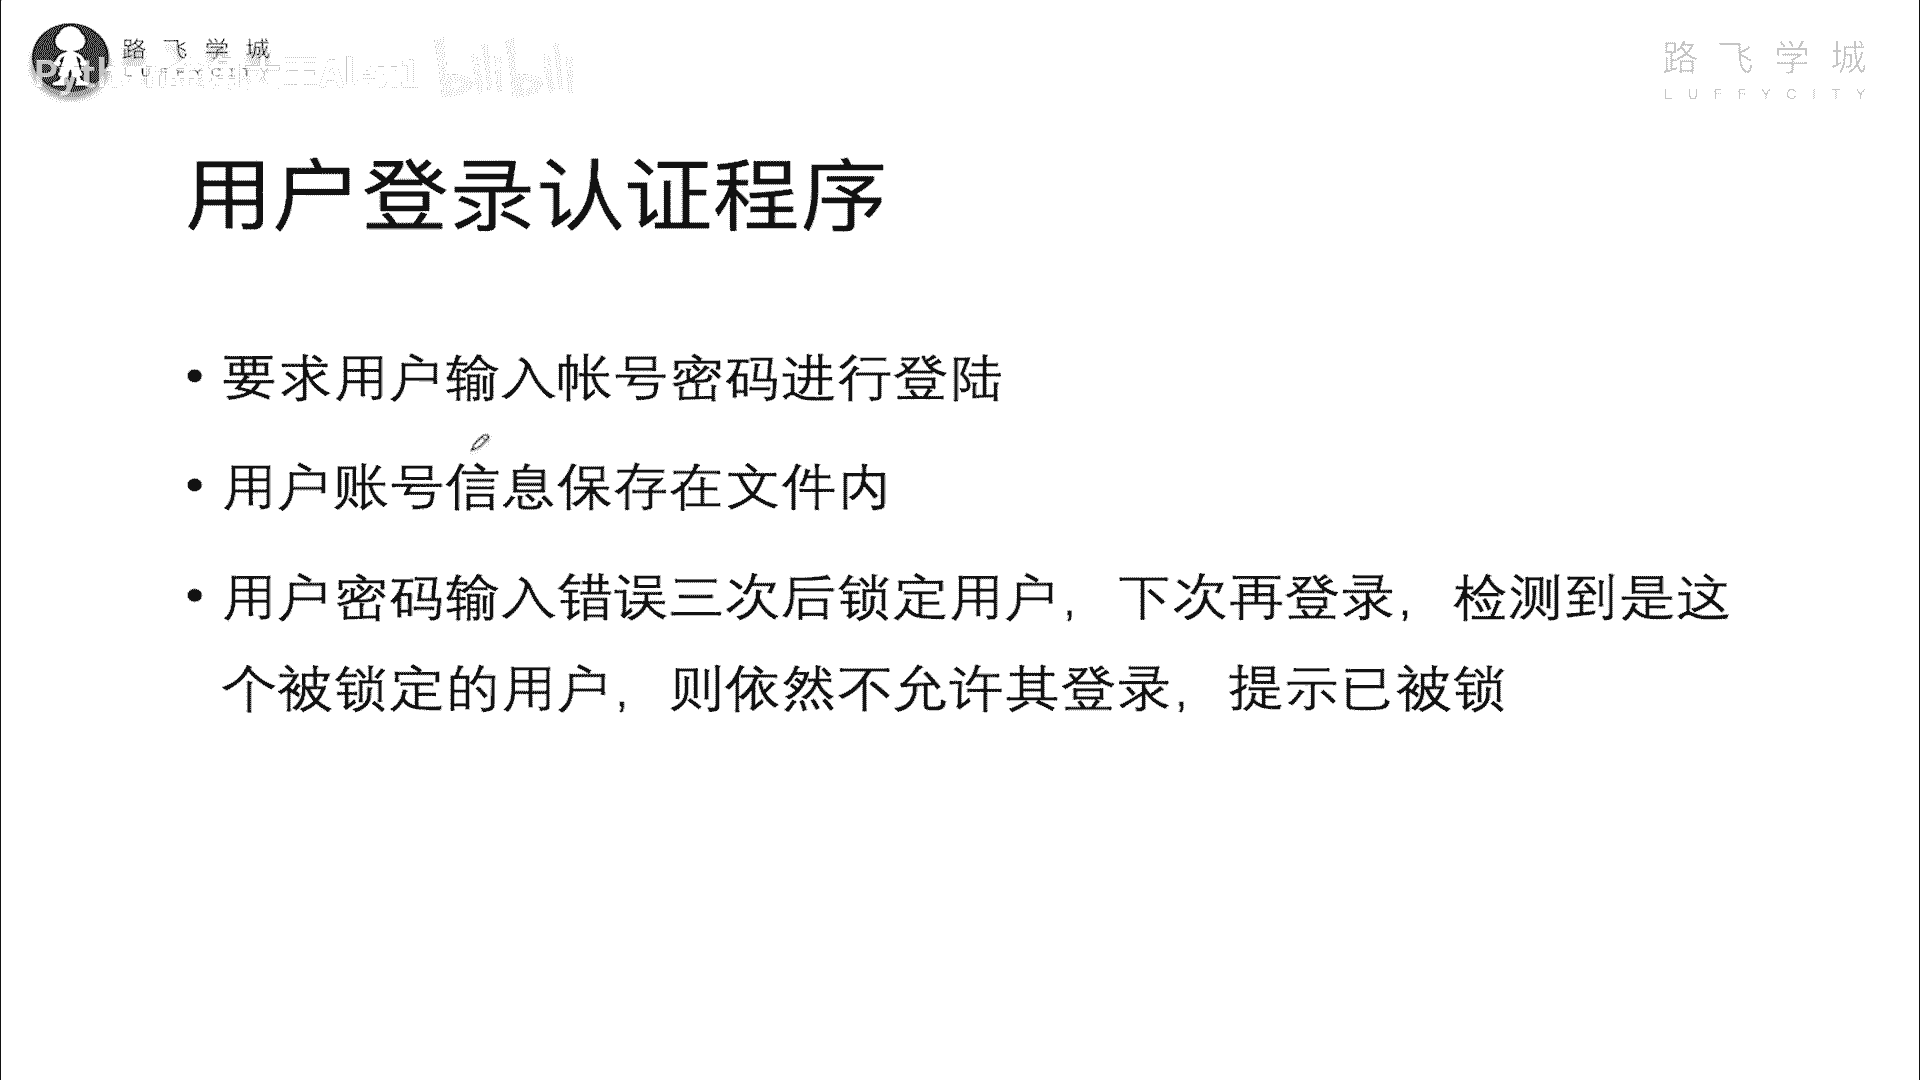 路飞学城
LUFFYCITY
bilibili
路飞学城
LUFFYCITY
用户登录认证程序
• 要求用户输入帐号密码进行登陆
• 用户账号信息保存在文件内
• 用户密码输入错误三次后锁定用户，下次再登录，检测到是这
个被锁定的用户，则依然不允许其登录，提示已被锁